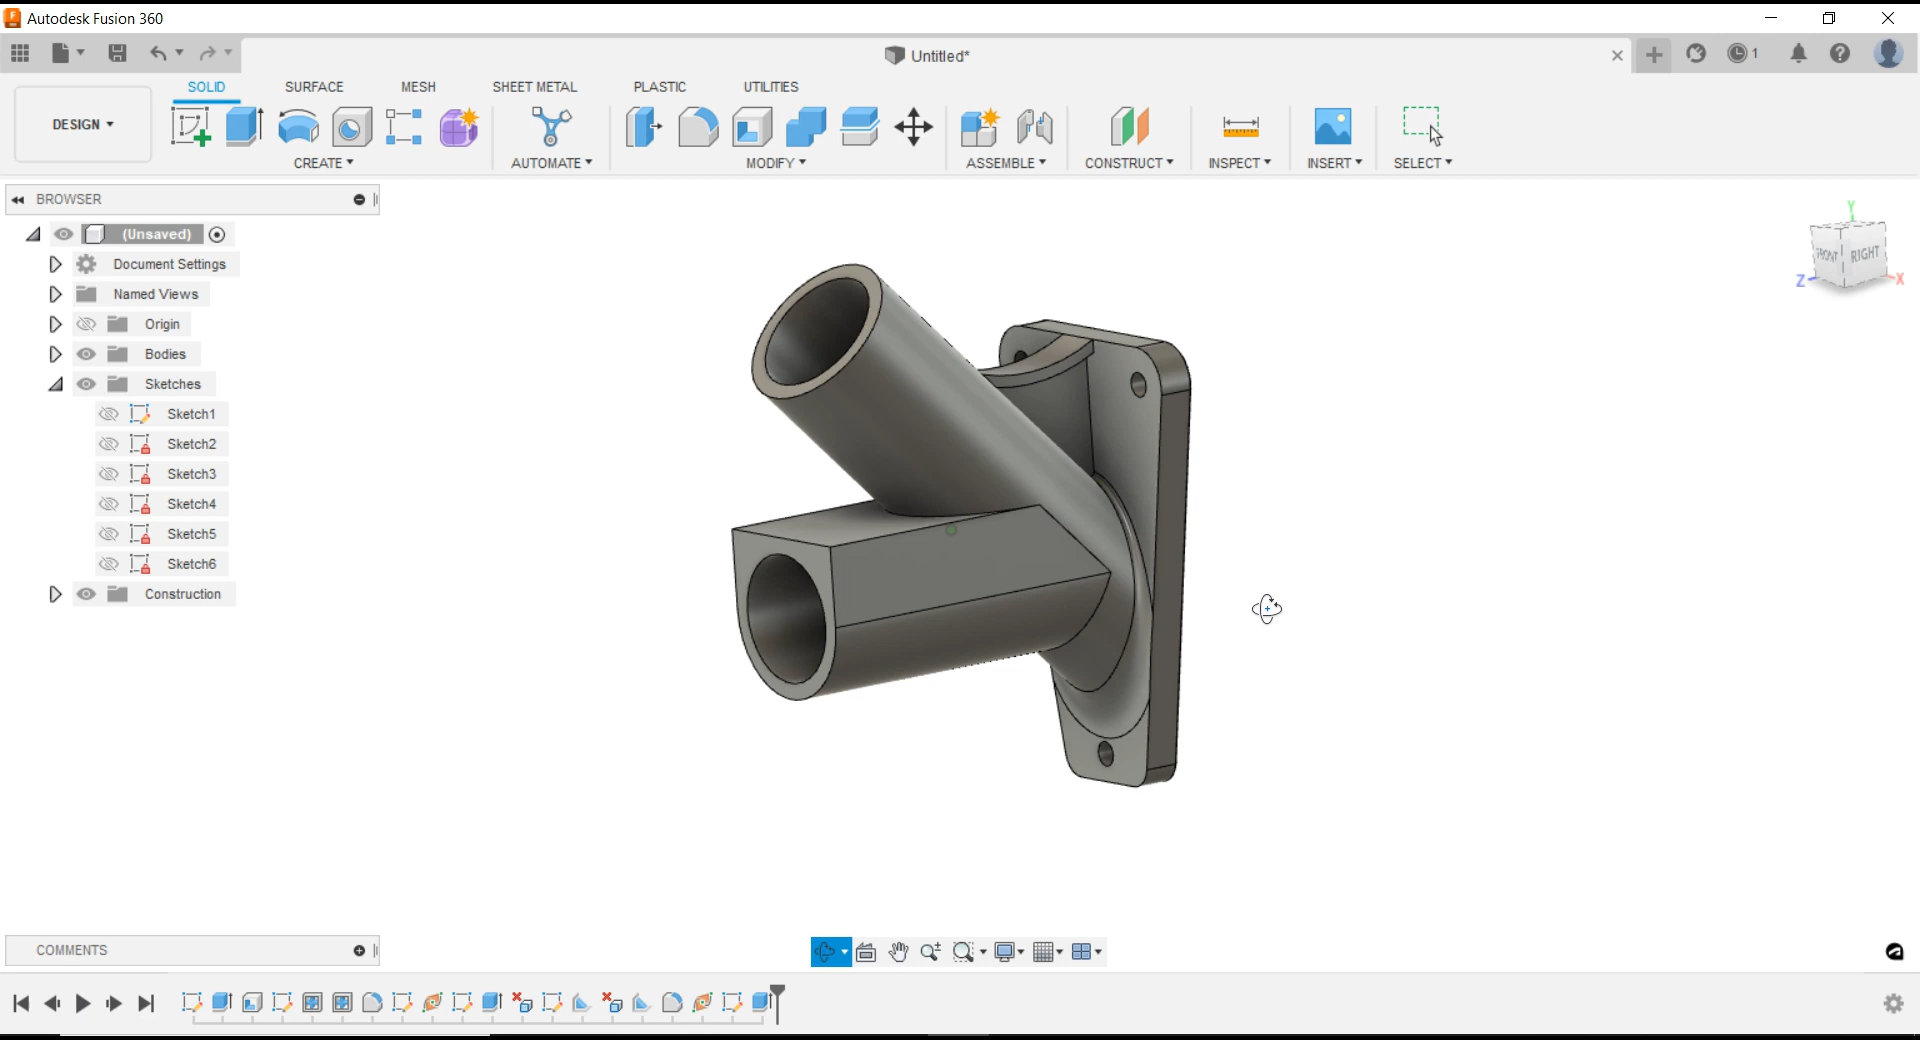 Autodesk Fusion 360
Untitled*
1
SOLID SURFACE MESH SHEET METAL PLASTIC UTILITIES
DESIGN
CREATE AUTOMATE MODIFY ASSEMBLE CONSTRUCT INSPECT INSERT SELECT
BROWSER
(Unsaved)
Document Settings
Named Views
Origin
Bodies
Sketches
Sketch1
Sketch2
Sketch3
Sketch4
Sketch5
Sketch6
Construction
Y
FRONT RIGHT
Z X
COMMENTS